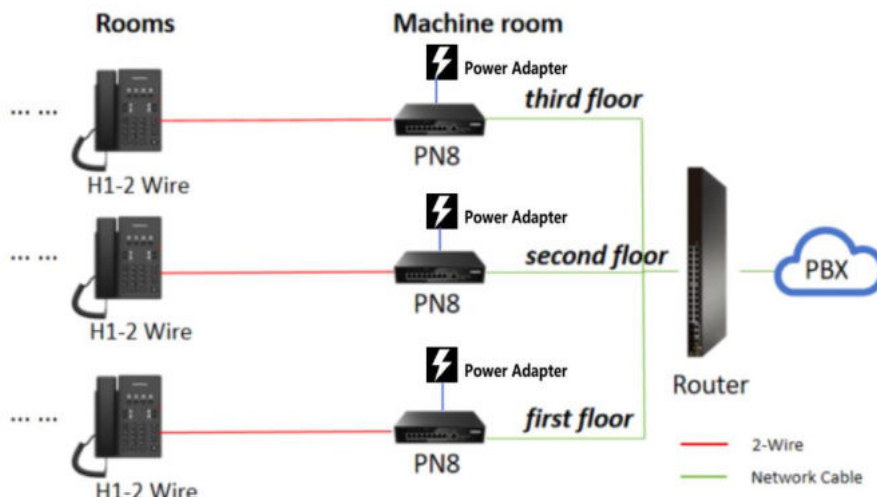 Rooms Machine room
Power Adapter
... ... third floor
PN8
H1-2 Wire
Power Adapter
... ... second floor
PBX
PN8
H1-2 Wire
Power Adapter
Router
... ... first floor
2-Wire
PN8
Network Cable
H1-2 Wire